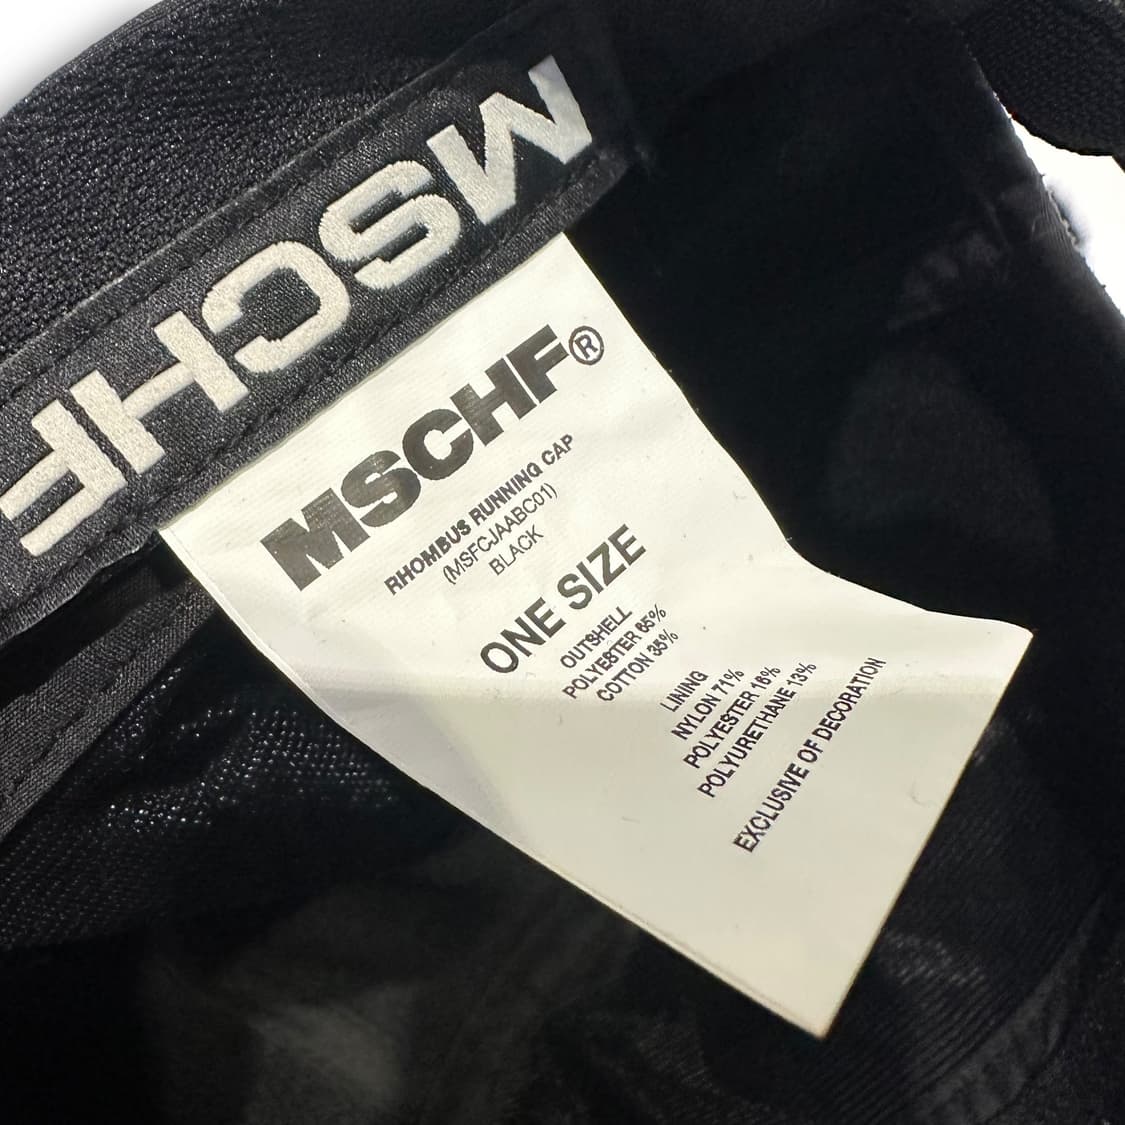 MSCHF
MSCHF®
RHOMBUS RUNNING CAP
(MSFCJAABC01)
BLACK
ONE SIZE
OUTSHELL
POLYESTER 65%
COTTON 35%
LINING
NYLON 71%
POLYESTER 16%
POLYURETHANE 13%
EXCLUSIVE OF DECORATION